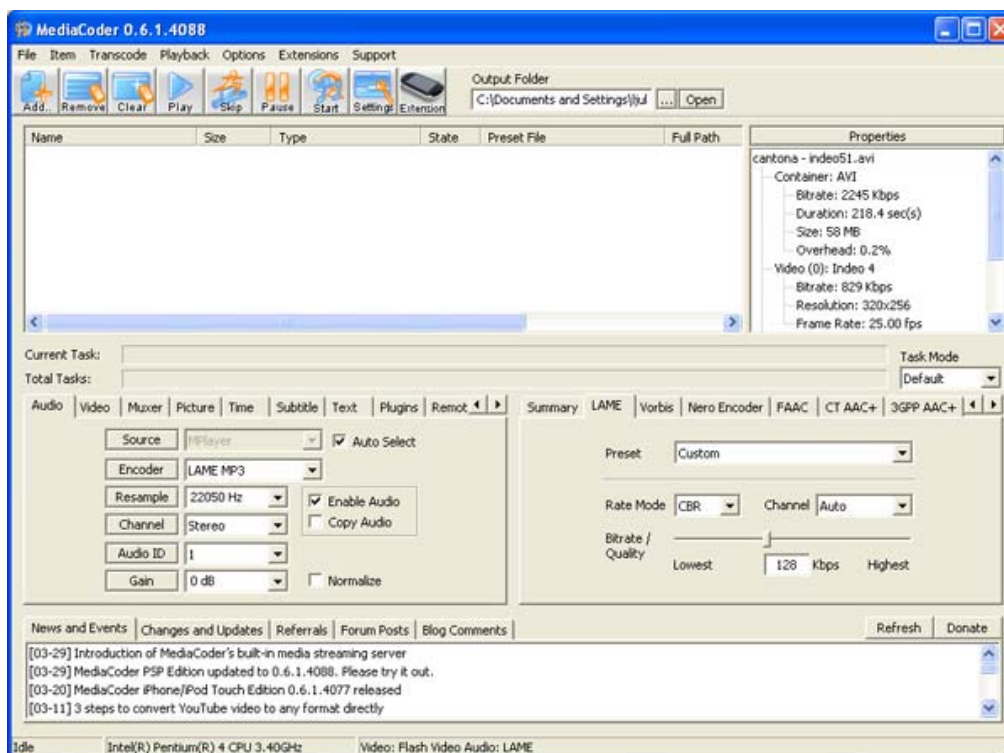 MediaCoder 0.6.1.4088
File Item Transcode Playback Options Extensions Support
Add.. Remove Clear Play Skip Pause Start Settings Extension
Output Folder
C:\Documents and Settings\ljul ... Open
Name Size Type State Preset File Full Path
Properties
cantona - indeo51.avi
Container: AVI
Bitrate: 2245 Kbps
Duration: 218.4 sec(s)
Size: 58 MB
Overhead: 0.2%
Video (0): Indeo 4
Bitrate: 829 Kbps
Resolution: 320x256
Frame Rate: 25.00 fps
Current Task:
Total Tasks:
Task Mode
Default
Audio Video Muxer Picture Time Subtitle Text Plugins Remot
Source MPlayer Auto Select
Encoder LAME MP3
Resample 22050 Hz Enable Audio
Channel Stereo Copy Audio
Audio ID 1
Gain 0 dB Normalize
Summary LAME Vorbis Nero Encoder FAAC CT AAC+ 3GPP AAC+
Preset Custom
Rate Mode CBR Channel Auto
Bitrate /
Quality
Lowest 128 Kbps Highest
News and Events Changes and Updates Referrals Forum Posts Blog Comments Refresh Donate
[03-29] Introduction of MediaCoder's built-in media streaming server
[03-29] MediaCoder PSP Edition updated to 0.6.1.4088. Please try it out.
[03-20] MediaCoder iPhone/iPod Touch Edition 0.6.1.4077 released
[03-11] 3 steps to convert YouTube video to any format directly
Idle Intel(R) Pentium(R) 4 CPU 3.40GHz Video: Flash Video Audio: LAME